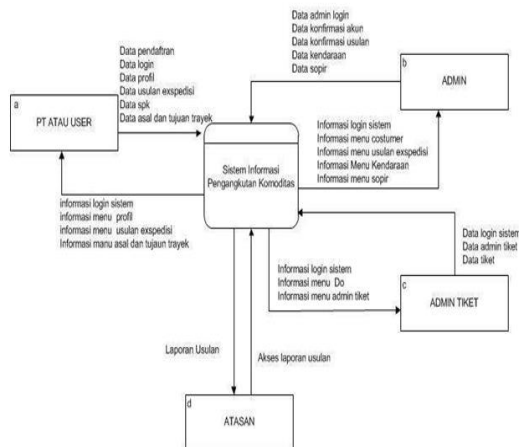 Data admin login
Data konfirmasi akun
Data konfirmasi usulan
Data kendaraan
Data sopir
Data pendaftran
Data login
Data profil
Data usulan exspedisi
Data spk
Data asal dan tujuan trayek
a
PT ATAU USER
b
ADMIN
Sistem Informasi
Pengangkutan Komoditas
Informasi login sistem
Informasi menu costumer
Informasi menu usulan exspedisi
Informasi Menu Kendaraan
Informasi menu sopir
informasi login sistem
informasi menu profil
informasi menu usulan exspedisi
Informasi manu asal dan tujaun trayek
Data login sistem
Data admin tiket
Data tiket
Informasi login sistem
Informasi menu Do
Informasi menu admin tiket
c
ADMIN TIKET
Laporan Usulan
Akses laporan usulan
d
ATASAN